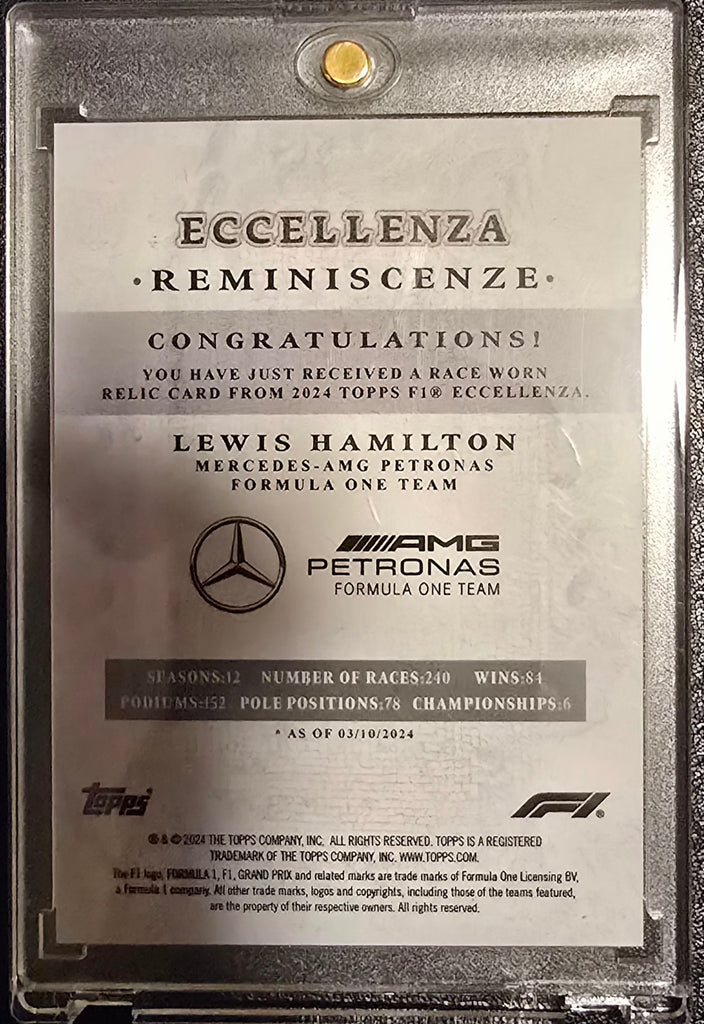 ECCELLENZA
•REMINISCENZE•
CONGRATULATIONS!
YOU HAVE JUST RECEIVED A RACE WORN
RELIC CARD FROM 2024 TOPPS F1® ECCELLENZA.
LEWIS HAMILTON
MERCEDES-AMG PETRONAS
FORMULA ONE TEAM
AMG
PETRONAS
FORMULA ONE TEAM
SEASONS:12 NUMBER OF RACES:240 WINS:84
PODIUMS:152 POLE POSITIONS:78 CHAMPIONSHIPS:6
* AS OF 03/10/2024
topps
F1®
® & © 2024 THE TOPPS COMPANY, INC. ALL RIGHTS RESERVED. TOPPS IS A REGISTERED
TRADEMARK OF THE TOPPS COMPANY, INC. WWW.TOPPS.COM.
The F1 logo, FORMULA 1, F1, GRAND PRIX and related marks are trade marks of Formula One Licensing BV,
a Formula 1 company. All other trade marks, logos and copyrights, including those of the teams featured,
are the property of their respective owners. All rights reserved.